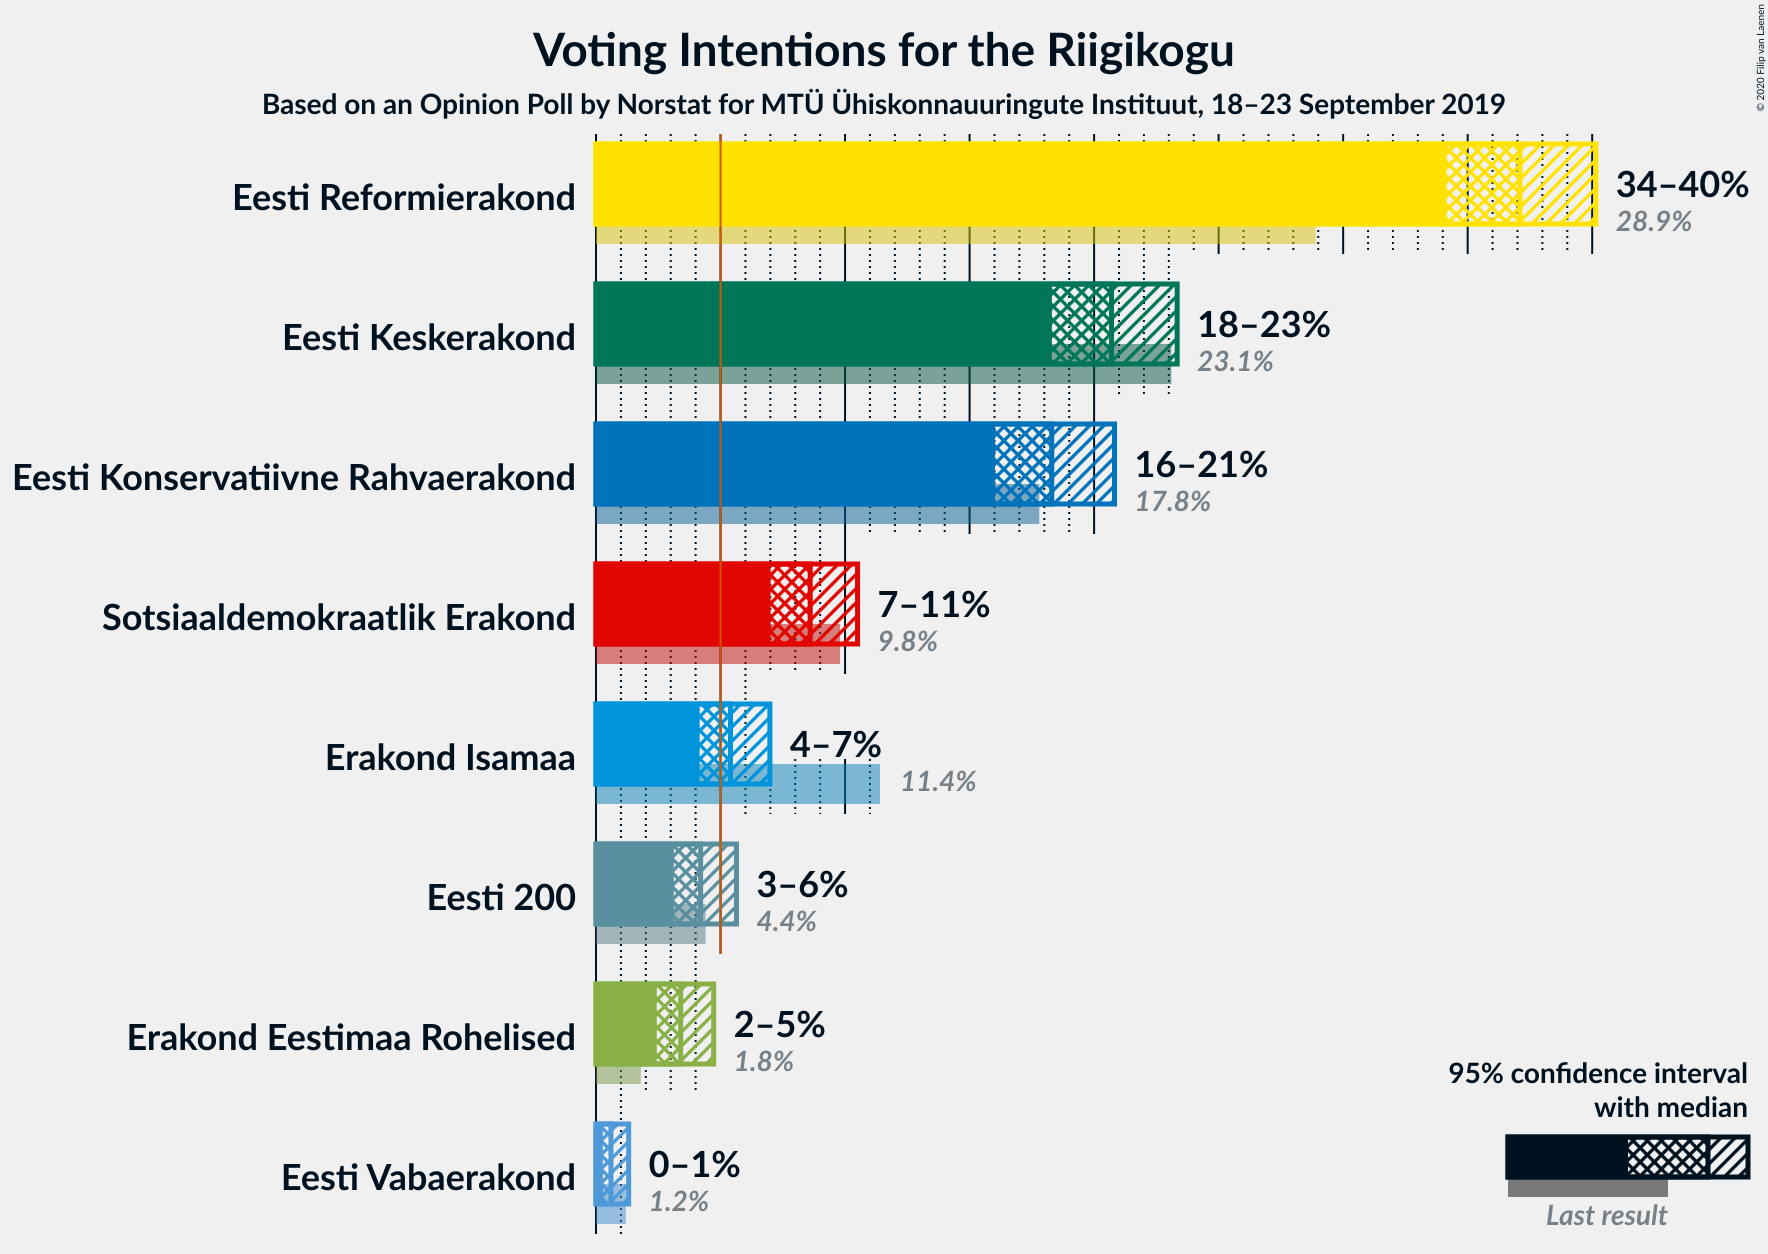 Voting Intentions for the Riigikogu
Based on an Opinion Poll by Norstat for MTÜ Ühiskonnauuringute Instituut, 18–23 September 2019
© 2020 Filip van Laenen
Eesti Reformierakond
34–40%
28.9%
Eesti Keskerakond
18–23%
23.1%
Eesti Konservatiivne Rahvaerakond
16–21%
17.8%
Sotsiaaldemokraatlik Erakond
7–11%
9.8%
Erakond Isamaa
4–7%
11.4%
Eesti 200
3–6%
4.4%
Erakond Eestimaa Rohelised
2–5%
1.8%
Eesti Vabaerakond
0–1%
1.2%
95% confidence interval
with median
Last result